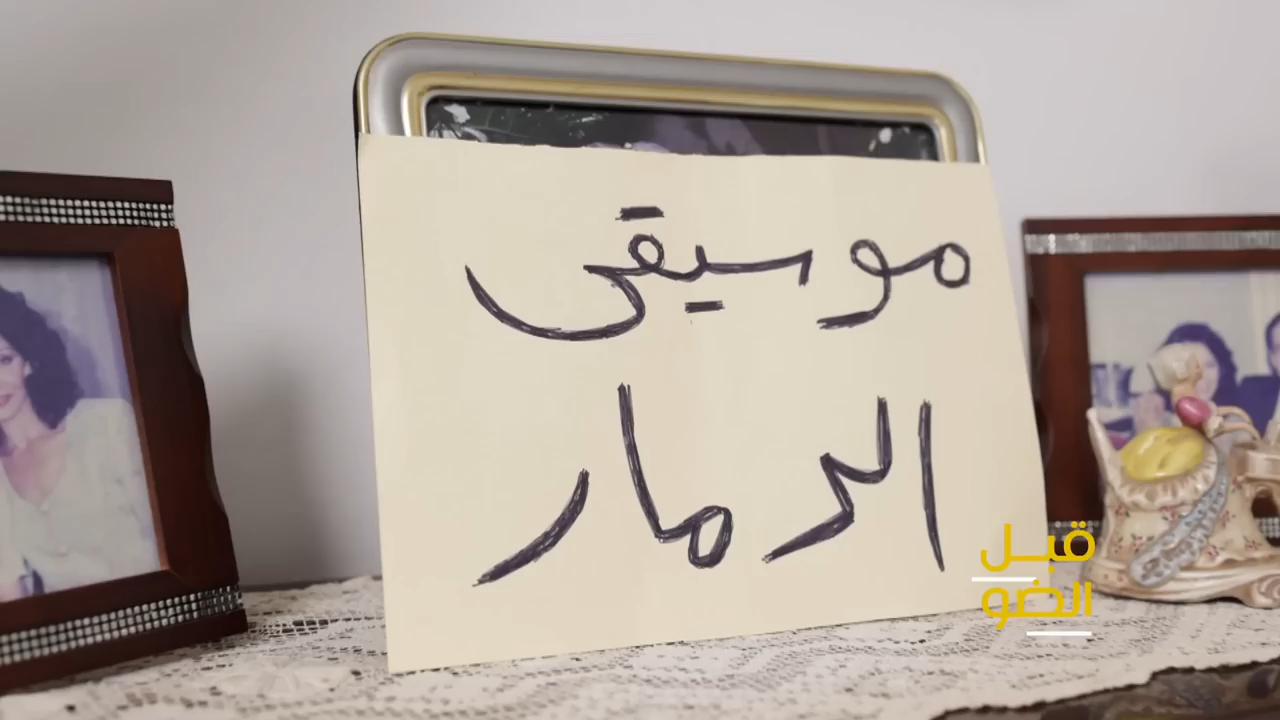 موسيقى
الدمار
قبل
الضو